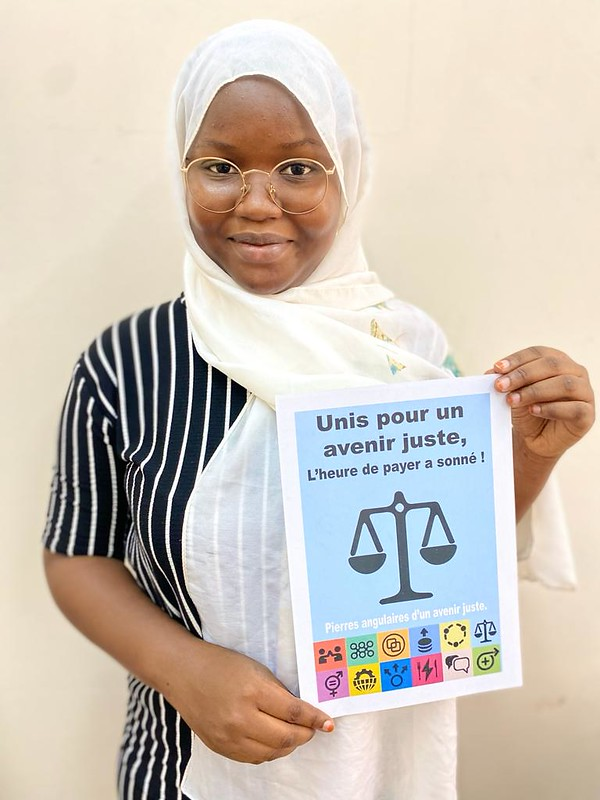 Unis pour un
avenir juste,
L'heure de payer a sonné !
Pierres angulaires d'un avenir juste.